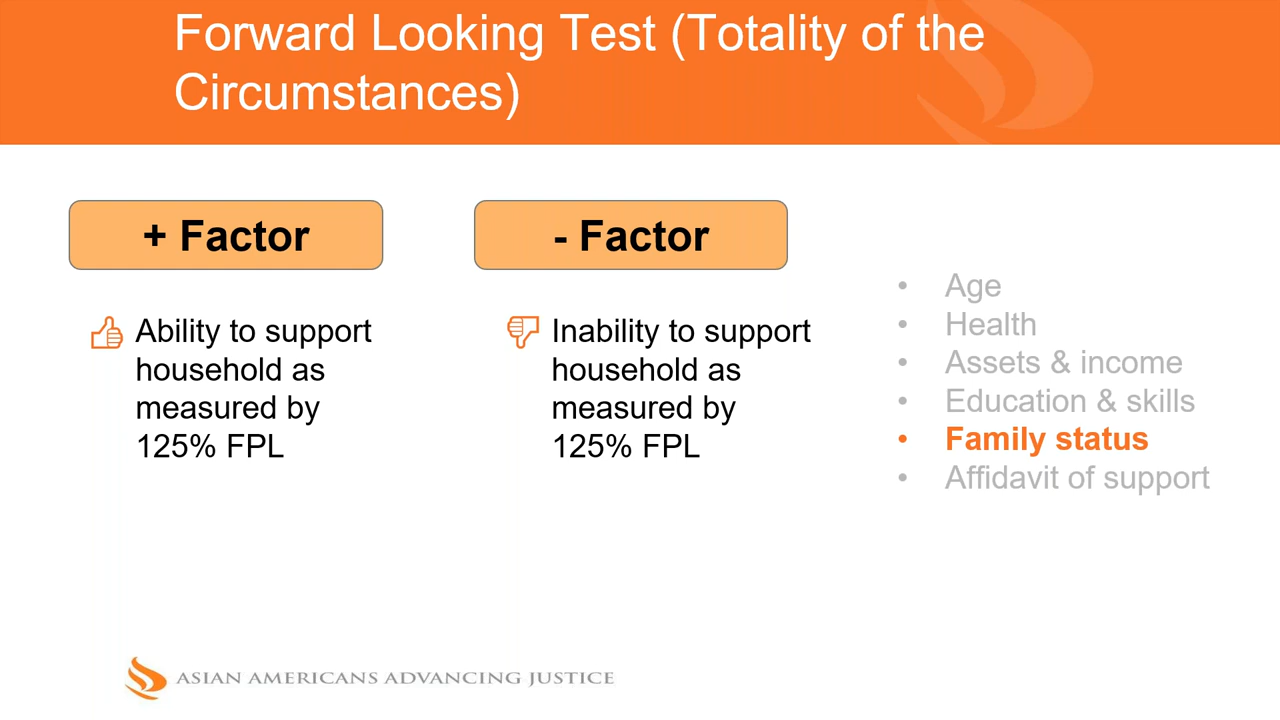 Forward Looking Test (Totality of the
Circumstances)
+ Factor
Ability to support
household as
measured by
125% FPL
- Factor
Inability to support
household as
measured by
125% FPL
• Age
• Health
• Assets & income
• Education & skills
• Family status
• Affidavit of support
ASIAN AMERICANS ADVANCING JUSTICE